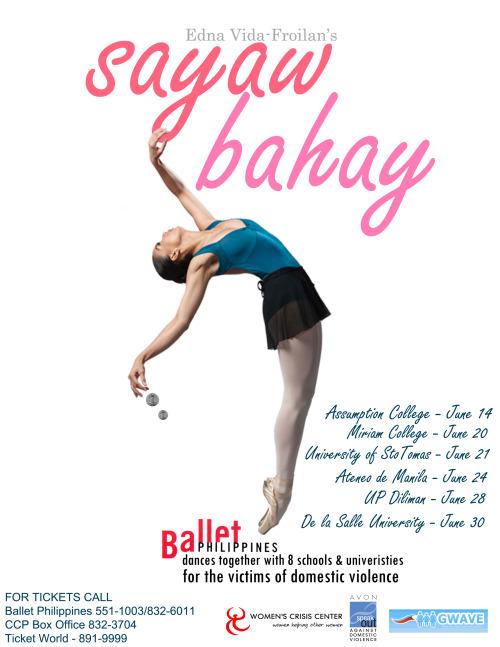 Edna Vida-Froilan's
sayaw
bahay
Assumption College - June 14
Miriam College - June 20
University of StoTomas - June 21
Ateneo de Manila - June 24
UP Diliman - June 28
De la Salle University - June 30
Ballet
PHILIPPINES
dances together with 8 schools & univeristies
for the victims of domestic violence
FOR TICKETS CALL
Ballet Philippines 551-1003/832-6011
CCP Box Office 832-3704
Ticket World - 891-9999
WOMEN'S CRISIS CENTER
women helping other women
AVON
speak
out
AGAINST
DOMESTIC
VIOLENCE
GWAVE